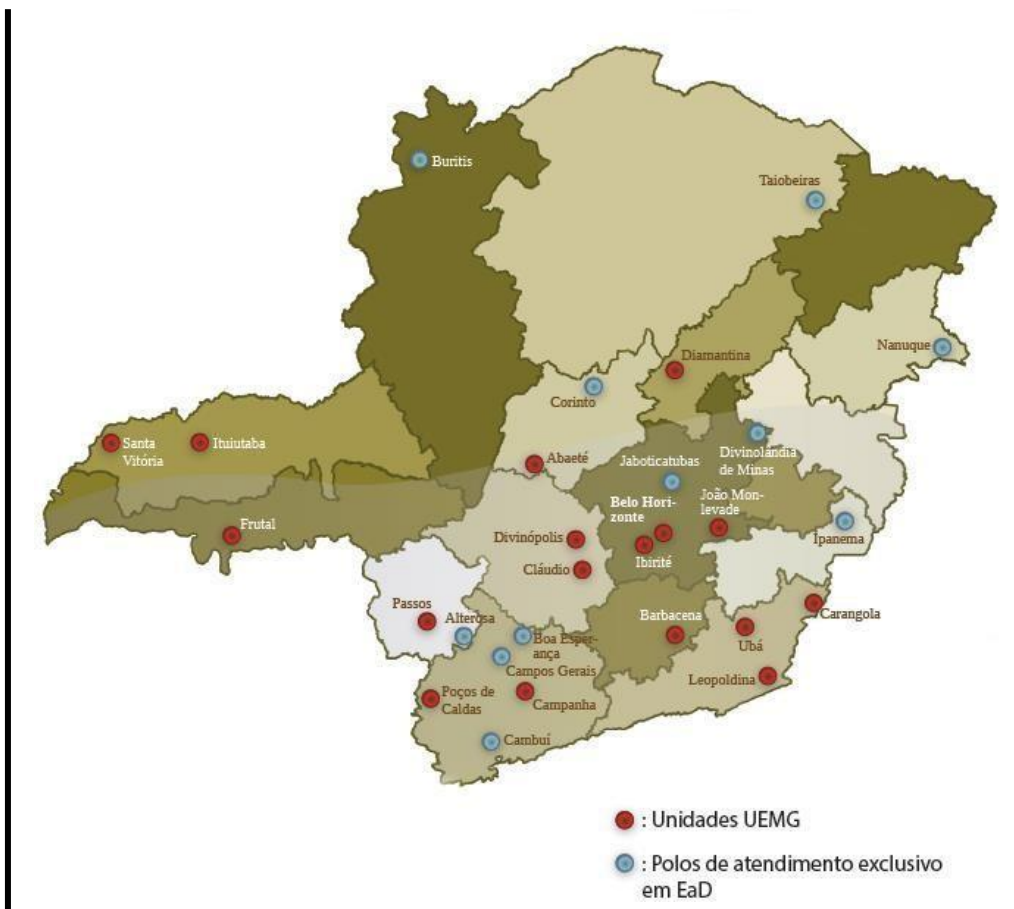 Buritis
Taiobeiras
Nanuque
Diamantina
Corinto
Santa
Vitória
Ituiutaba
Abaeté
Jaboticatubas
Divinolândia
de Minas
Belo Hori-
zonte
João Mon-
levade
Frutal
Divinópolis
Ipanema
Ibirité
Cláudio
Passos
Alterosa
Barbacena
Carangola
Boa Esper-
ança
Ubá
Campos Gerais
Leopoldina
Poços de
Caldas
Campanha
Cambuí
: Unidades UEMG
: Polos de atendimento exclusivo
em EaD